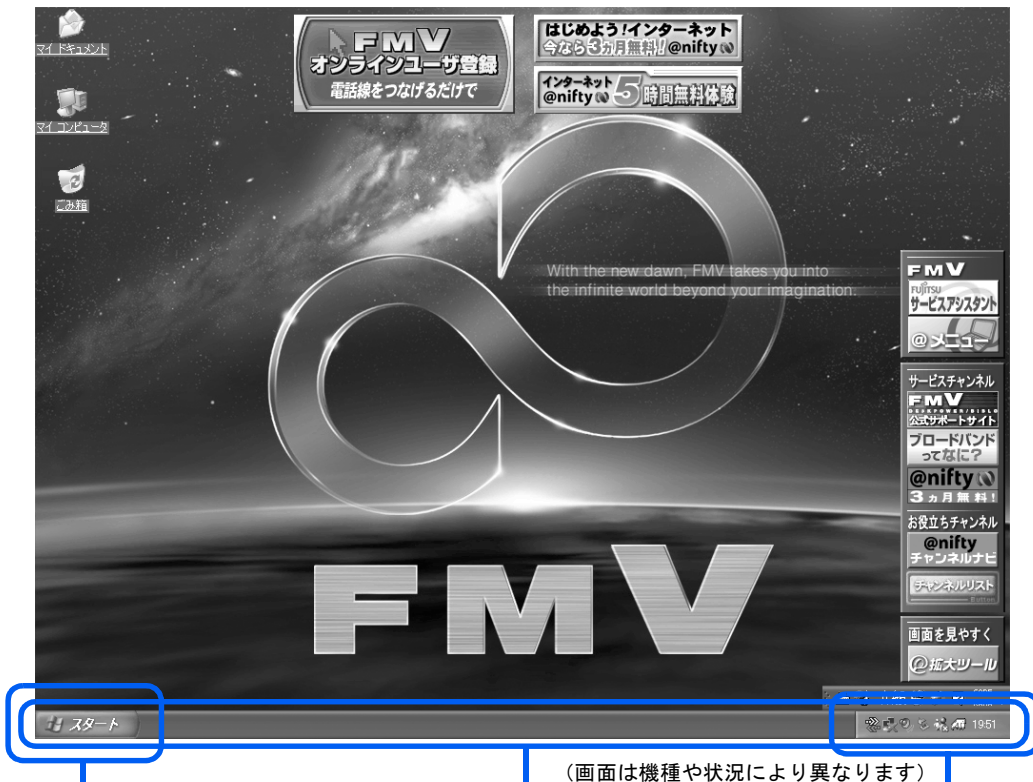 マイ ドキュメント
マイ コンピュータ
ごみ箱
FMV
オンラインユーザ登録
電話線をつなげるだけで
はじめよう!インターネット
今なら3ヵ月無料!@nifty
インターネット
@nifty 5時間無料体験
With the new dawn, FMV takes you into
the infinite world beyond your imagination.
FMV
FUJITSU
サービスアシスタント
@メニュー
サービスチャンネル
FMV
DESKPOWER/BIBLO
公式サポートサイト
ブロードバンド
ってなに?
@nifty
3ヵ月無料!
お役立ちチャンネル
@nifty
チャンネルナビ
チャンネルリスト
画面を見やすく
@拡大ツール
FMV
スタート
19:51
(画面は機種や状況により異なります)